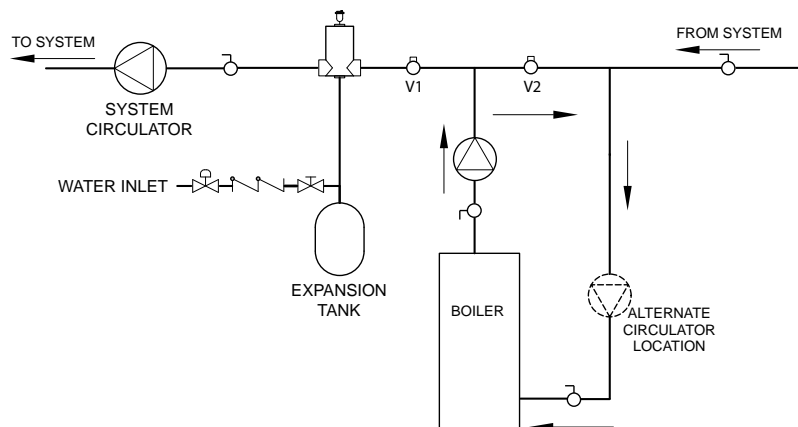 TO SYSTEM
FROM SYSTEM
SYSTEM
CIRCULATOR
V1
V2
WATER INLET
EXPANSION
TANK
BOILER
ALTERNATE
CIRCULATOR
LOCATION